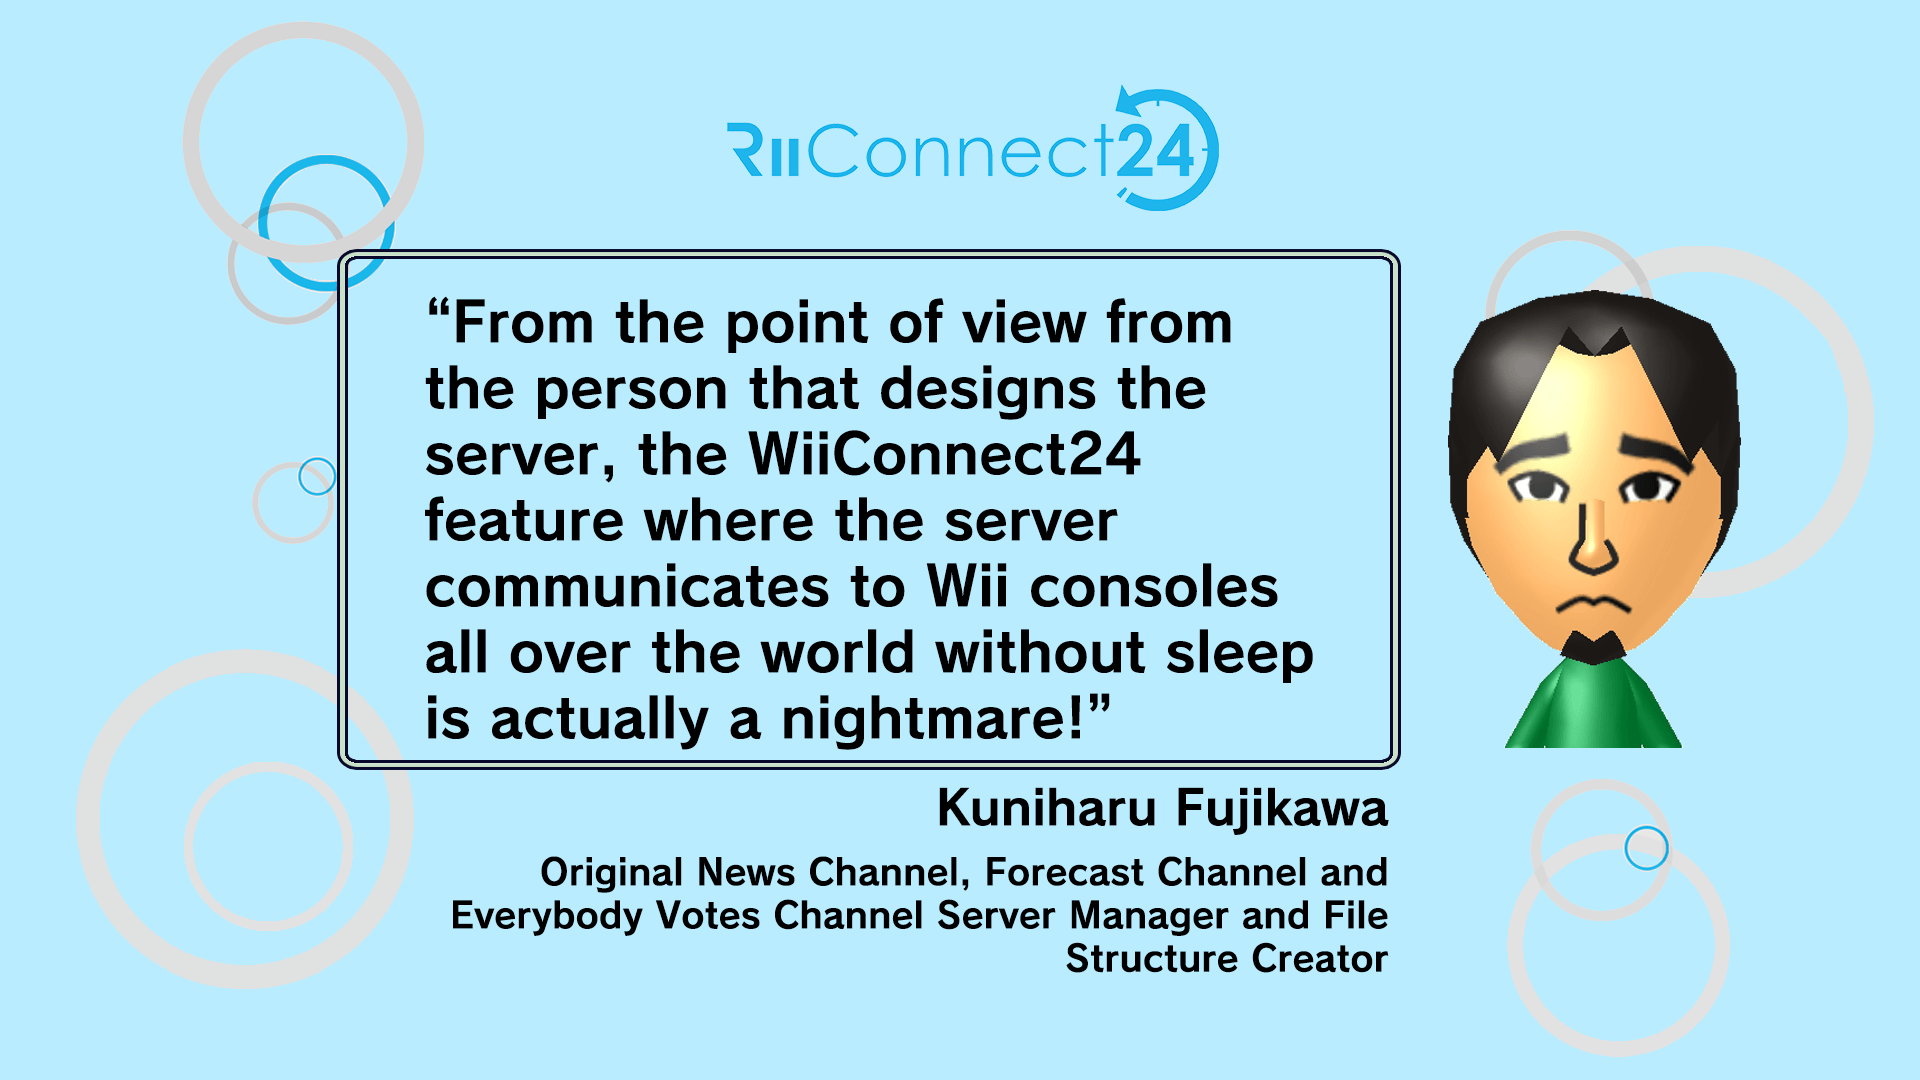 RiiConnect24
“From the point of view from
the person that designs the
server, the WiiConnect24
feature where the server
communicates to Wii consoles
all over the world without sleep
is actually a nightmare!”
Kuniharu Fujikawa
Original News Channel, Forecast Channel and
Everybody Votes Channel Server Manager and File
Structure Creator